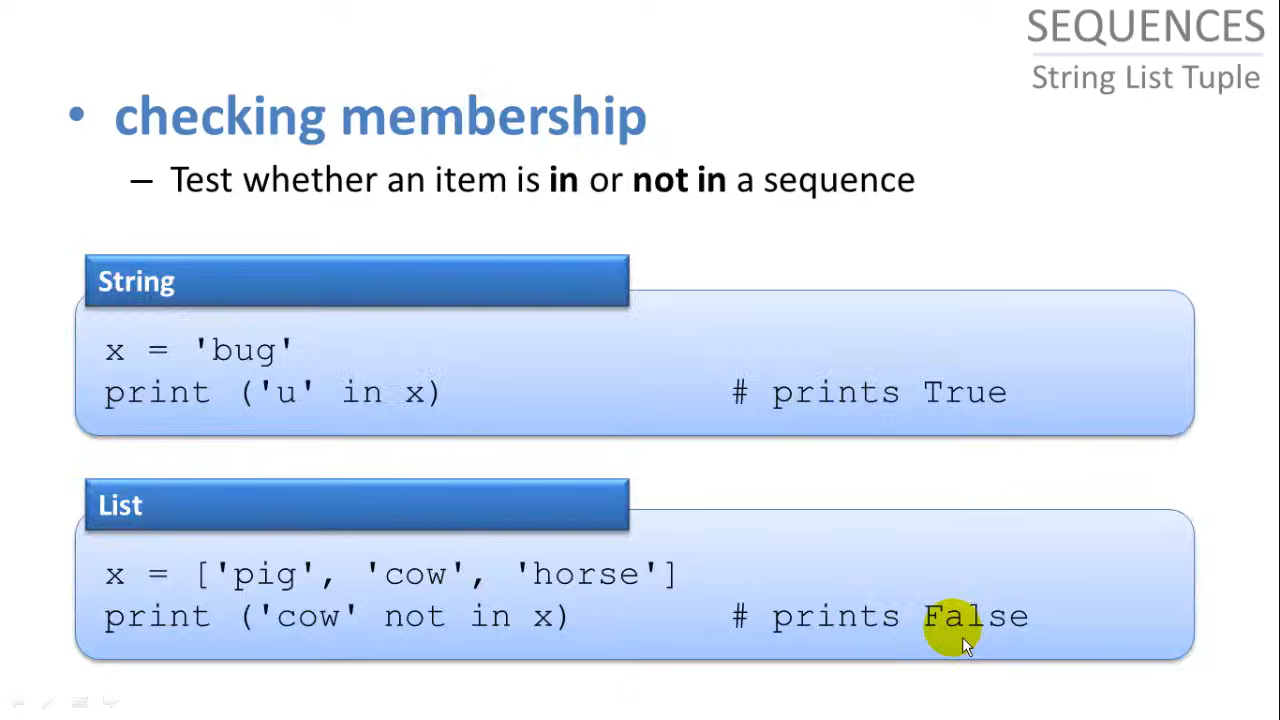 SEQUENCES
String List Tuple
• checking membership
– Test whether an item is in or not in a sequence
String
x = 'bug'
print ('u' in x) # prints True
List
x = ['pig', 'cow', 'horse']
print ('cow' not in x) # prints False